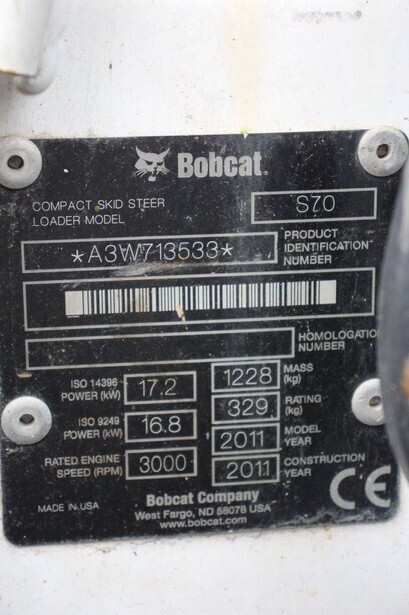 Bobcat.
COMPACT SKID STEER
LOADER MODEL
S70
*A3W713533*
PRODUCT
IDENTIFICATION
NUMBER
HOMOLOGATION
NUMBER
ISO 14396
POWER (kW)
17.2
1228
MASS
(kg)
ISO 9249
POWER (kW)
16.8
329
RATING
(kg)
2011
MODEL
YEAR
RATED ENGINE
SPEED (RPM)
3000
2011
CONSTRUCTION
YEAR
MADE IN USA
Bobcat Company
West Fargo, ND 58078 USA
www.bobcat.com
CE